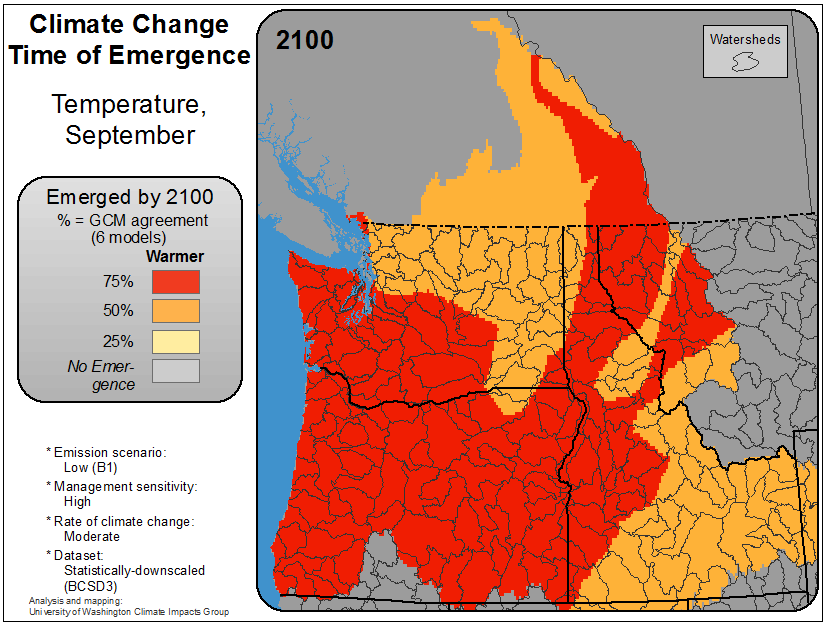 Climate Change
Time of Emergence
Temperature,
September
Emerged by 2100
% = GCM agreement
(6 models)
Warmer
75%
50%
25%
No Emer-
gence
* Emission scenario:
Low (B1)
* Management sensitivity:
High
* Rate of climate change:
Moderate
* Dataset:
Statistically-downscaled
(BCSD3)
Analysis and mapping:
University of Washington Climate Impacts Group
2100
Watersheds